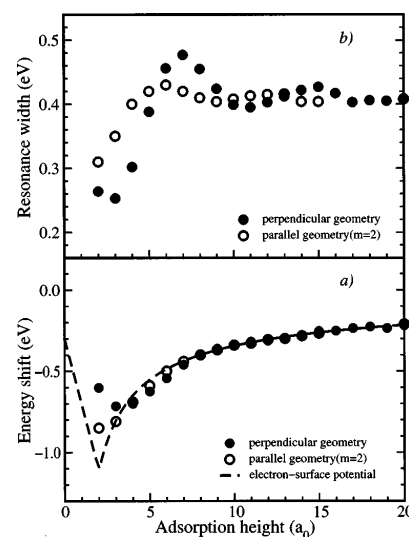 b)
0.5
0.4
0.3
0.2
Resonance width (eV)
perpendicular geometry
parallel geometry(m=2)
a)
0.0
-0.5
-1.0
Energy shift (eV)
perpendicular geometry
parallel geometry(m=2)
electron-surface potential
0 5 10 15 20
Adsorption height (a₀)